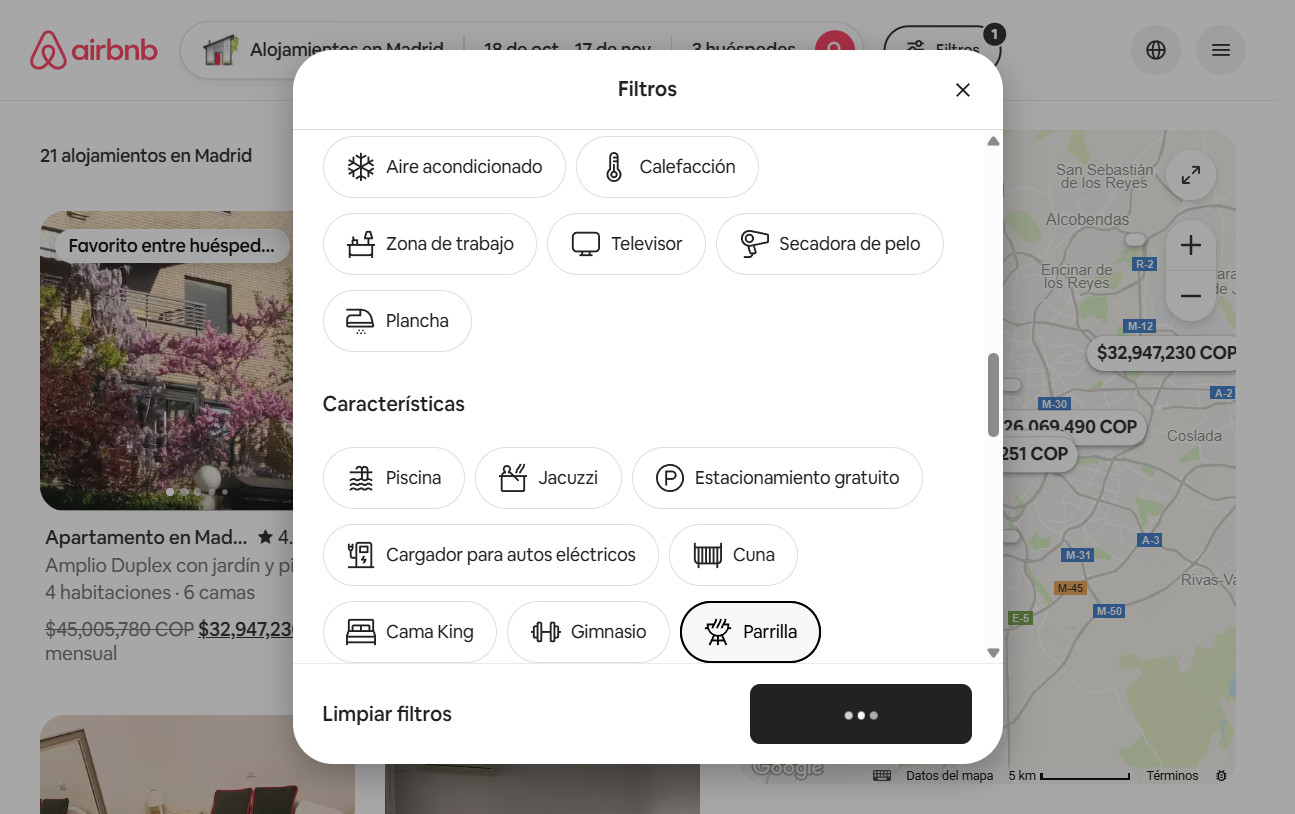 airbnb
Alojamientos en Madrid
18 de oct
17 de nov
3 huéspedes
Filtros
1
21 alojamientos en Madrid
Favorito entre huésped...
Apartamento en Mad... ★ 4.
Amplio Duplex con jardín y pi
4 habitaciones · 6 camas
$45,005,780 COP $32,947,23
mensual
Filtros
Aire acondicionado
Calefacción
Zona de trabajo
Televisor
Secadora de pelo
Plancha
Características
Piscina
Jacuzzi
Estacionamiento gratuito
Cargador para autos eléctricos
Cuna
Cama King
Gimnasio
Parrilla
Limpiar filtros
San Sebastián
de los Reyes
Alcobendas
R-2
Encinar de
los Reyes
M-12
$32,947,230 COP
A-2
M-30
26,069,490 COP
Coslada
251 COP
A-3
M-31
Rivas-Va
M-45
M-50
E-5
Google
Datos del mapa
5 km
Términos